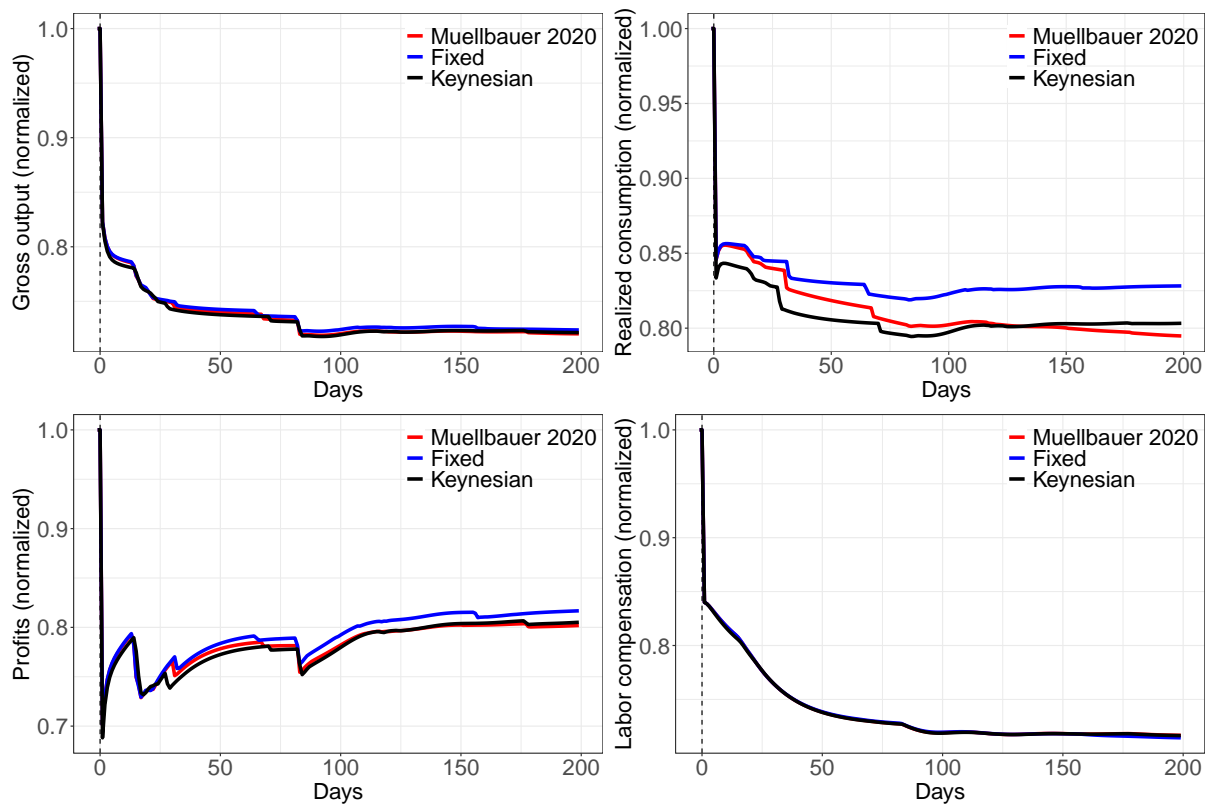 Gross output (normalized)
1.0
0.9
0.8
Muellbauer 2020
Fixed
Keynesian
0
50
100
150
200
Days
Realized consumption (normalized)
1.00
0.95
0.90
0.85
0.80
Muellbauer 2020
Fixed
Keynesian
0
50
100
150
200
Days
Profits (normalized)
1.0
0.9
0.8
0.7
Muellbauer 2020
Fixed
Keynesian
0
50
100
150
200
Days
Labor compensation (normalized)
1.0
0.9
0.8
Muellbauer 2020
Fixed
Keynesian
0
50
100
150
200
Days